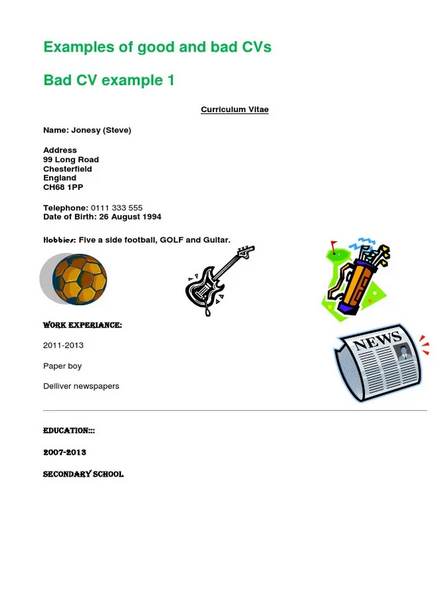 Examples of good and bad CVs
Bad CV example 1
Curriculum Vitae
Name: Jonesy (Steve)
Address
99 Long Road
Chesterfield
England
CH68 1PP
Telephone: 0111 333 555
Date of Birth: 26 August 1994
Hobbies: Five a side football, GOLF and Guitar.
WORK EXPERIANCE:
NEWS
2011-2013
Paper boy
Delliver newspapers
EDUCATION:::
2007-2013
SECONDARY SCHOOL